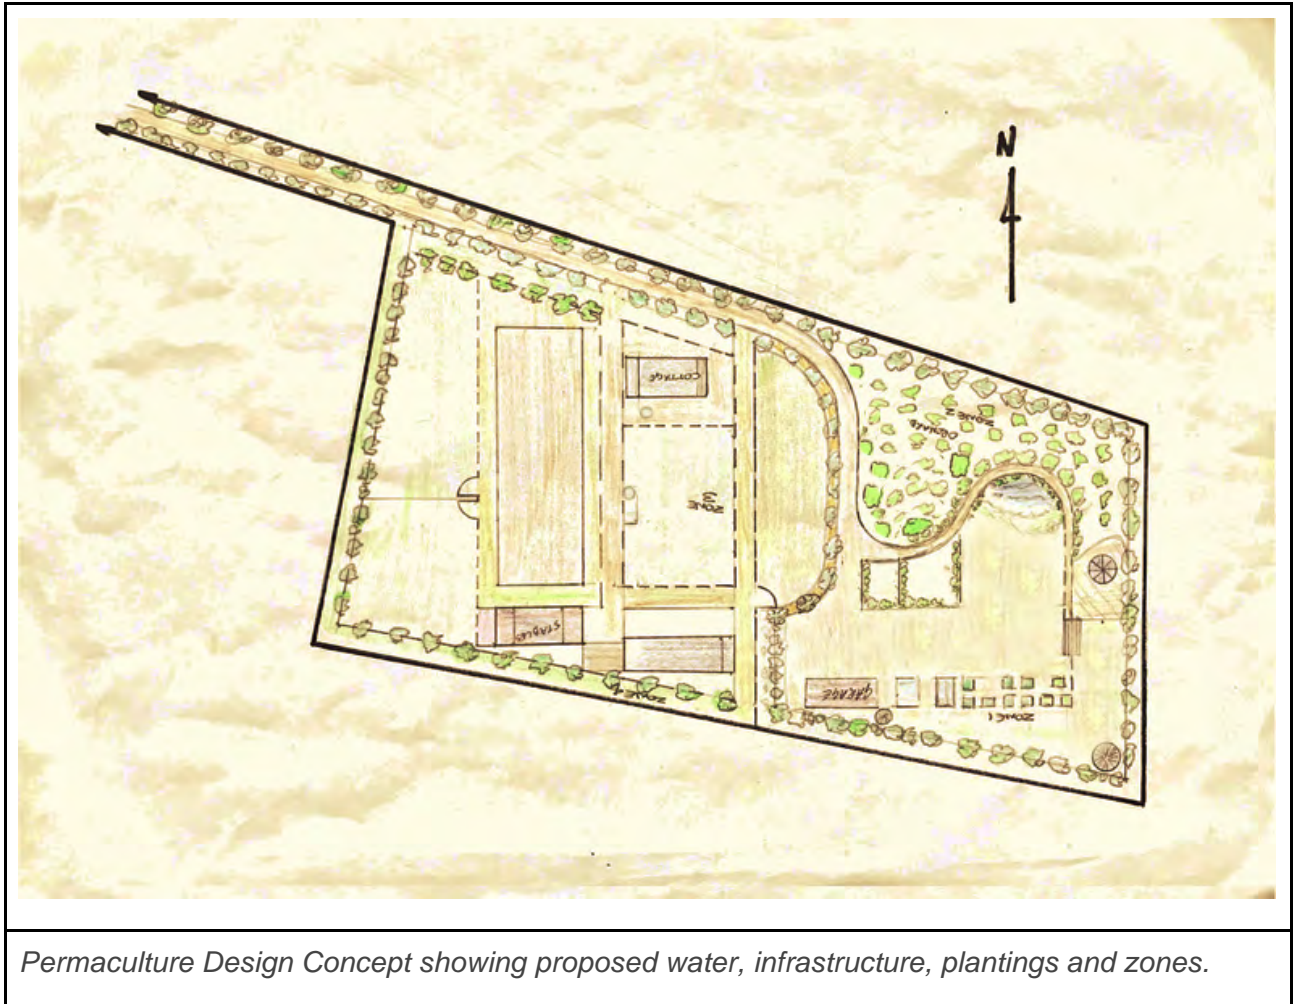 N
COTTAGE
ZONE 2
ORCHARD
ZONE 3
STABLES
ZONE 4
GARAGE
ZONE 1
Permaculture Design Concept showing proposed water, infrastructure, plantings and zones.